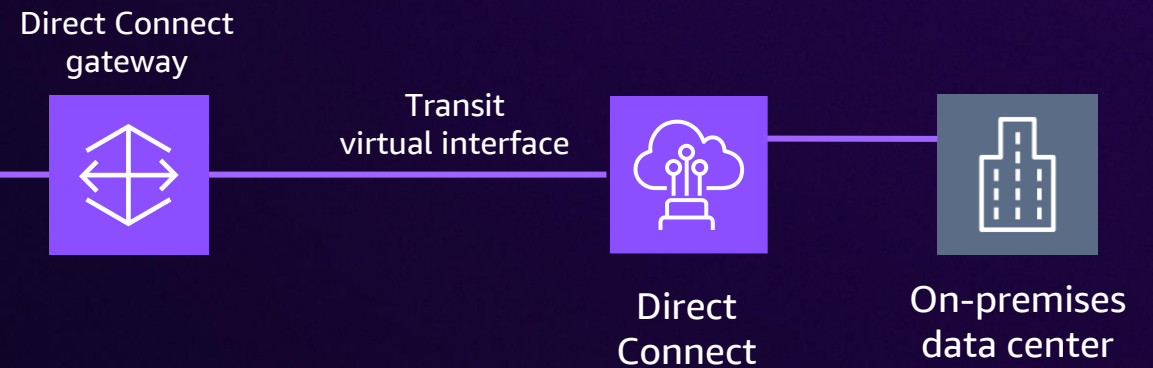 Direct Connect
gateway
Transit
virtual interface
Direct
Connect
On-premises
data center